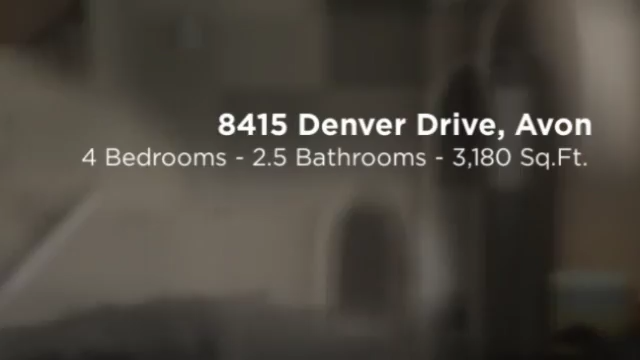 8415 Denver Drive, Avon
4 Bedrooms - 2.5 Bathrooms - 3,180 Sq.Ft.